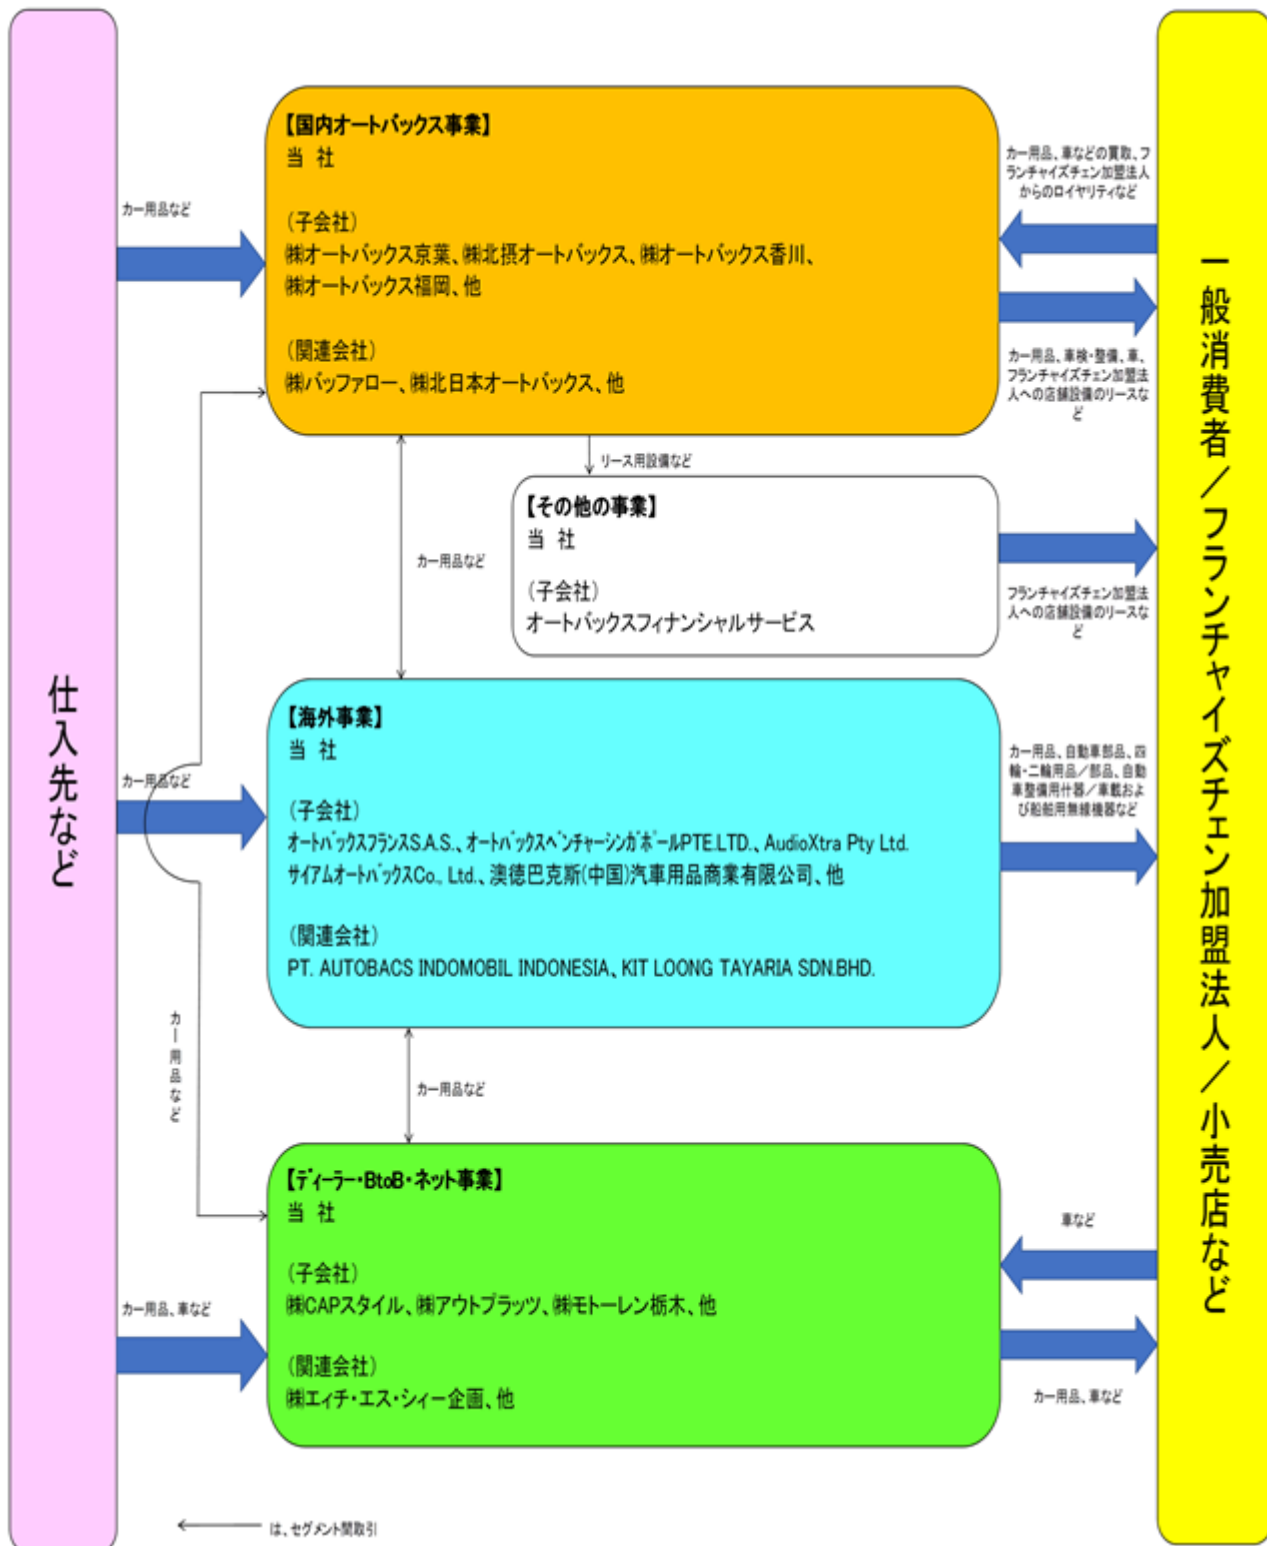 仕入先など
カー用品など
【国内オートバックス事業】
当 社
(子会社)
㈱オートバックス京葉、㈱北摂オートバックス、㈱オートバックス香川、
㈱オートバックス福岡、他
(関連会社)
㈱バッファロー、㈱北日本オートバックス、他
カー用品、車などの買取、フ
ランチャイズチェン加盟法人
からのロイヤリティなど
カー用品、車検・整備、車、
フランチャイズチェン加盟法
人への店舗設備のリースな
ど
リース用設備など
【その他の事業】
当 社
(子会社)
オートバックスフィナンシャルサービス
フランチャイズチェン加盟法
人への店舗設備のリースな
ど
カー用品など
カー用品など
【海外事業】
当 社
(子会社)
オートバックスフランスS.A.S.、オートバックスベンチャーシンガポールPTE.LTD.、AudioXtra Pty Ltd.
サイアムオートバックスCo., Ltd.、澳德巴克斯(中国)汽車用品商業有限公司、他
(関連会社)
PT. AUTOBACS INDOMOBIL INDONESIA、KIT LOONG TAYARIA SDN.BHD.
カー用品、自動車部品、四
輪・二輪用品／部品、自動
車整備用什器／車載およ
び船舶用無線機器など
カー用品など
カー用品など
【ディーラー・BtoB・ネット事業】
当 社
(子会社)
㈱CAPスタイル、㈱アウトプラッツ、㈱モトーレン栃木、他
(関連会社)
㈱エィチ・エス・シィー企画、他
カー用品、車など
車など
カー用品、車など
一般消費者／フランチャイズチェン加盟法人／小売店など
は、セグメント間取引